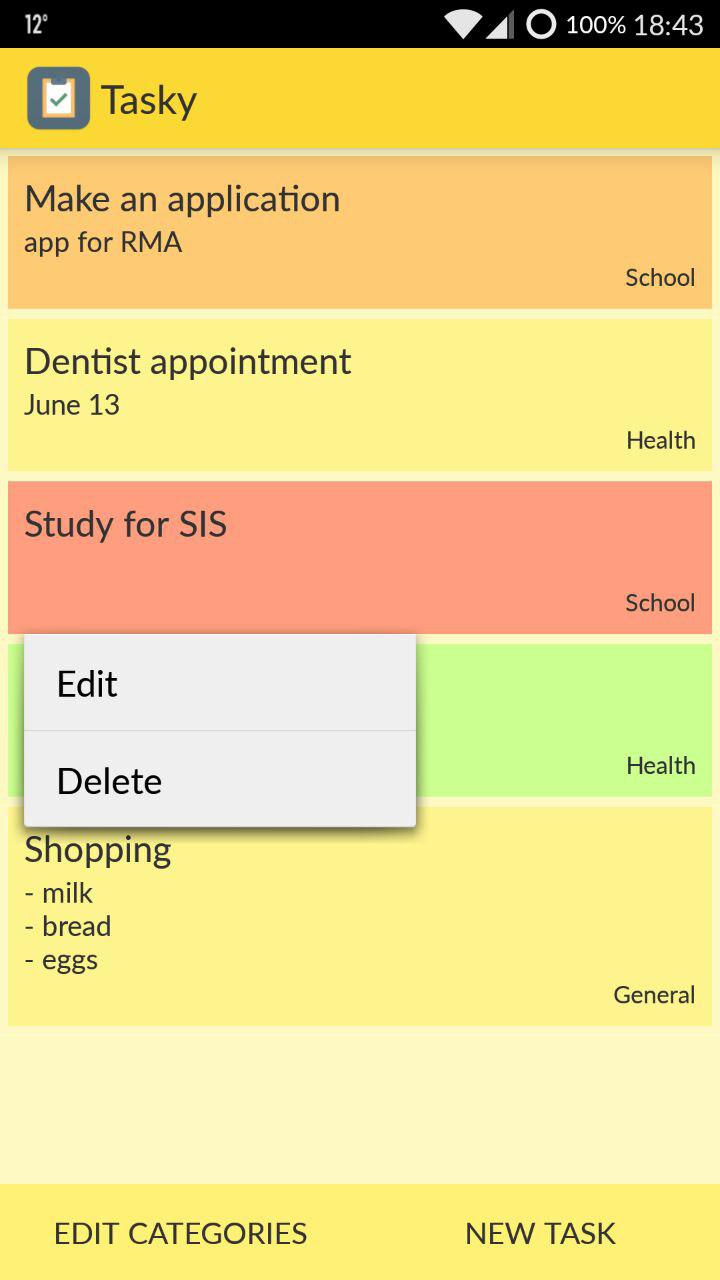 12°
100% 18:43
Tasky
Make an application
app for RMA
School
Dentist appointment
June 13
Health
Study for SIS
School
Edit
Delete
Health
Shopping
- milk
- bread
- eggs
General
EDIT CATEGORIES
NEW TASK